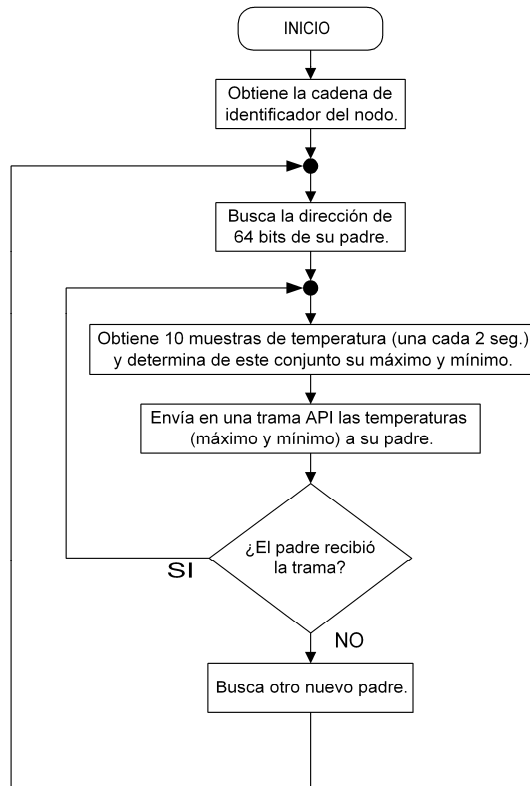 INICIO
Obtiene la cadena de
identificador del nodo.
Busca la dirección de
64 bits de su padre.
Obtiene 10 muestras de temperatura (una cada 2 seg.)
y determina de este conjunto su máximo y mínimo.
Envía en una trama API las temperaturas
(máximo y mínimo) a su padre.
¿El padre recibió
la trama?
SI
NO
Busca otro nuevo padre.